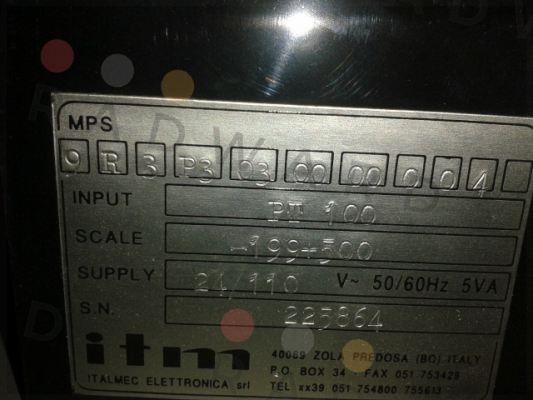 MPS
9 R 3 P3 03 00 00 0 0 4
INPUT PT 100
SCALE -199+500
SUPPLY 24/110 V~ 50/60Hz 5VA
S.N. 225864
itm
40069 ZOLA PREDOSA (BO) ITALY
P.O. BOX 34 - FAX 051 753429
ITALMEC ELETTRONICA srl TEL xx39 051 754800 755613